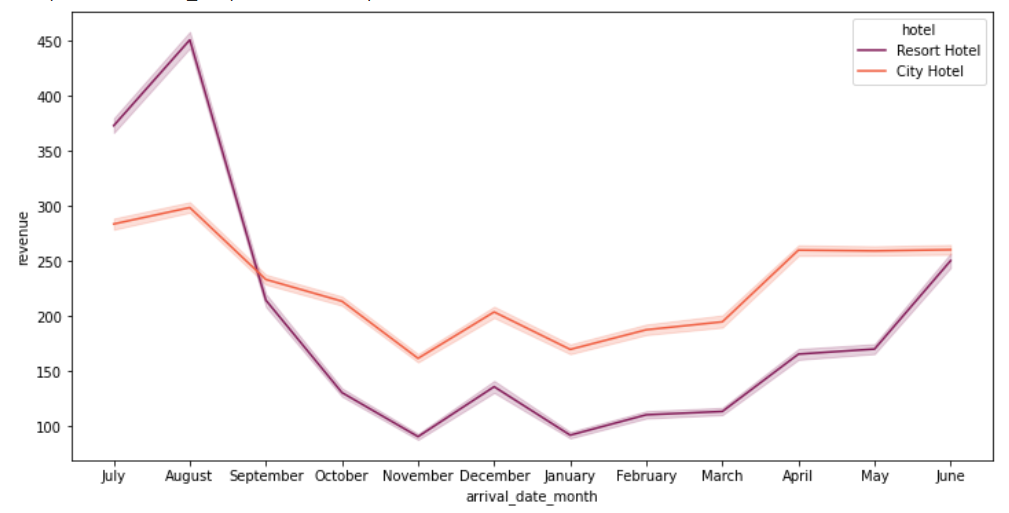 hotel
Resort Hotel
City Hotel
450
400
350
300
250
200
150
100
revenue
July August September October November December January February March April May June
arrival_date_month